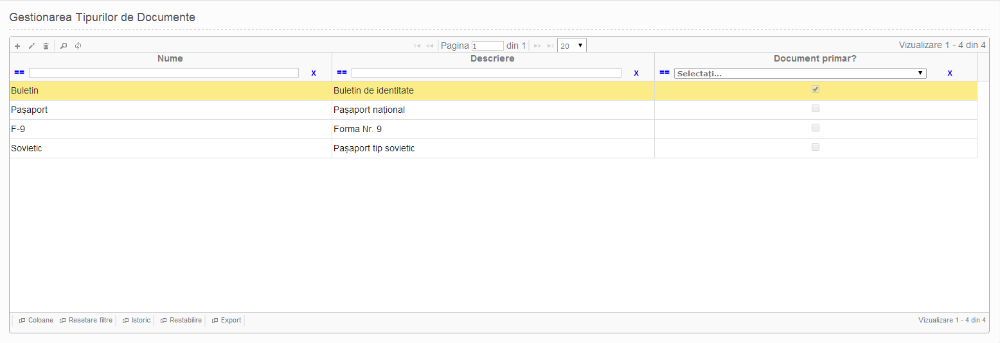 Gestionarea Tipurilor de Documente
Pagina 1 din 1 20 Vizualizare 1 - 4 din 4
Nume Descriere Document primar?
== x == x == Selectați... x
Buletin Buletin de identitate
Pașaport Pașaport național
F-9 Forma Nr. 9
Sovietic Pașaport tip sovietic
Coloane Resetare filtre Istoric Restabilire Export Vizualizare 1 - 4 din 4